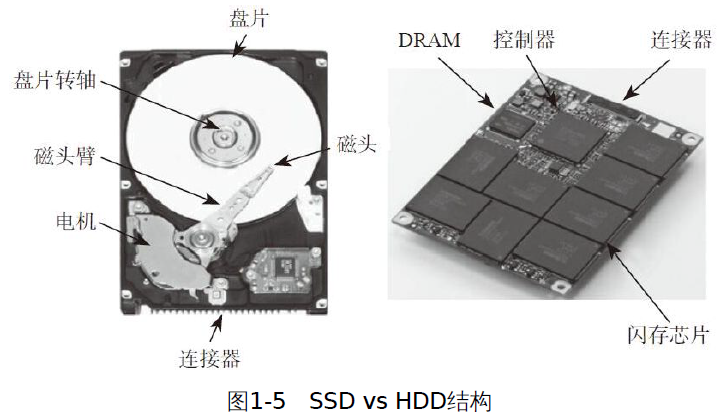 盘片
盘片转轴
磁头臂
磁头
电机
连接器
DRAM
控制器
连接器
闪存芯片
图1-5 SSD vs HDD结构